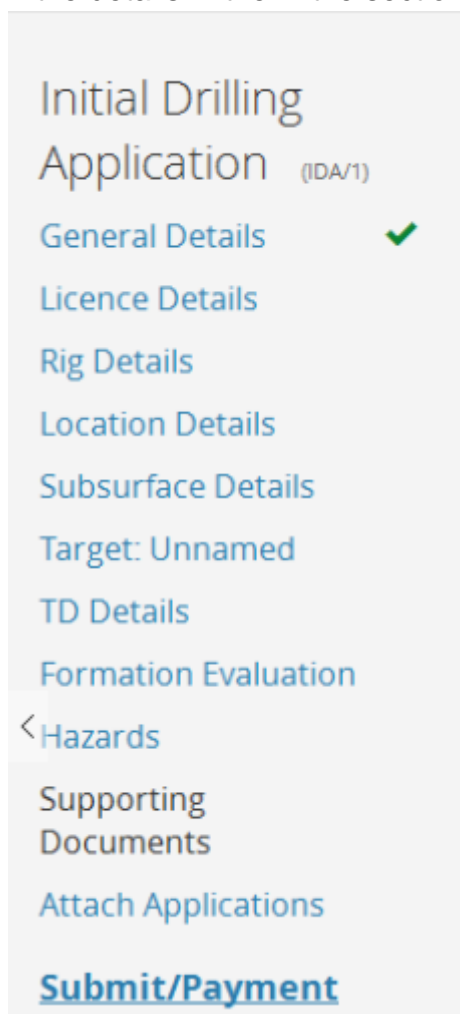 Initial Drilling
Application (IDA/1)
General Details
Licence Details
Rig Details
Location Details
Subsurface Details
Target: Unnamed
TD Details
Formation Evaluation
Hazards
Supporting
Documents
Attach Applications
Submit/Payment